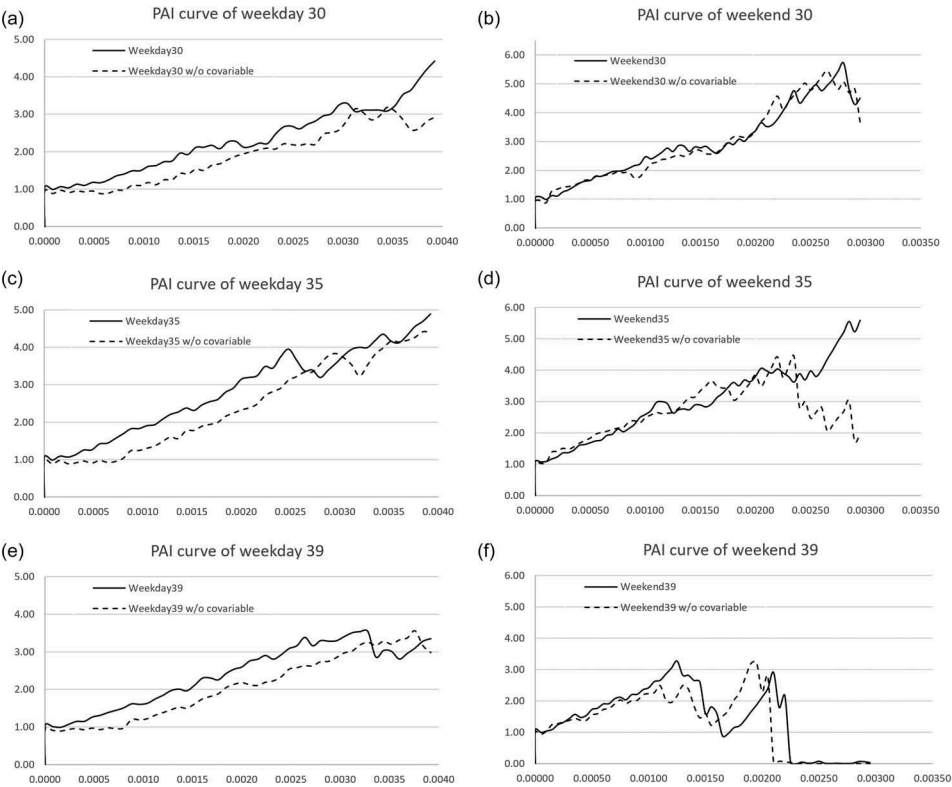 (a)
PAI curve of weekday 30
5.00
4.00
3.00
2.00
1.00
0.00
Weekday30
Weekday30 w/o covariable
0.0000 0.0005 0.0010 0.0015 0.0020 0.0025 0.0030 0.0035 0.0040
(b)
PAI curve of weekend 30
6.00
5.00
4.00
3.00
2.00
1.00
0.00
Weekend30
Weekend30 w/o covariable
0.00000 0.00050 0.00100 0.00150 0.00200 0.00250 0.00300 0.00350
(c)
PAI curve of weekday 35
5.00
4.00
3.00
2.00
1.00
0.00
Weekday35
Weekday35 w/o covariable
0.0000 0.0005 0.0010 0.0015 0.0020 0.0025 0.0030 0.0035 0.0040
(d)
PAI curve of weekend 35
6.00
5.00
4.00
3.00
2.00
1.00
0.00
Weekend35
Weekend35 w/o covariable
0.00000 0.00050 0.00100 0.00150 0.00200 0.00250 0.00300 0.00350
(e)
PAI curve of weekday 39
5.00
4.00
3.00
2.00
1.00
0.00
Weekday39
Weekday39 w/o covariable
0.0000 0.0005 0.0010 0.0015 0.0020 0.0025 0.0030 0.0035 0.0040
(f)
PAI curve of weekend 39
6.00
5.00
4.00
3.00
2.00
1.00
0.00
Weekend39
Weekend39 w/o covariable
0.00000 0.00050 0.00100 0.00150 0.00200 0.00250 0.00300 0.00350